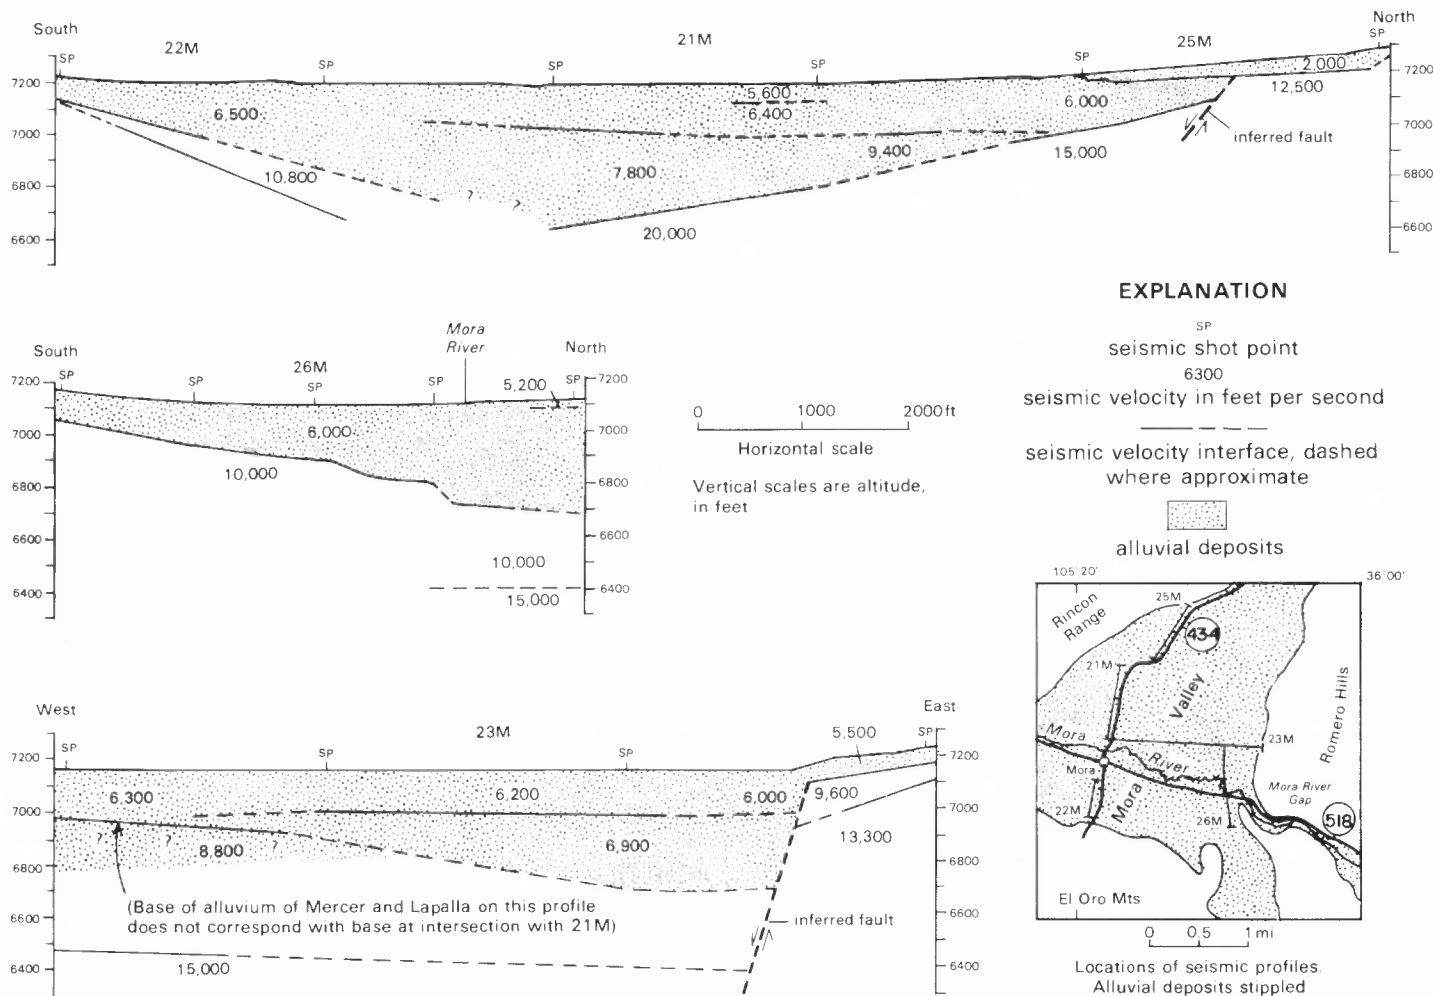 South
North
22M
21M
25M
SP
SP
SP
SP
SP
SP
7200
7000
6800
6600
7200
7000
6800
6600
6,500
10,800
5,600
6,400
7,800
9,400
20,000
6,000
15,000
2,000
12,500
inferred fault
?
?
South
26M
Mora
River
North
SP
SP
SP
SP
SP
7200
7000
6800
6600
6400
7200
7000
6800
6600
6400
5,200
6,000
10,000
10,000
15,000
0 1000 2000 ft
Horizontal scale
Vertical scales are altitude,
in feet
EXPLANATION
SP
seismic shot point
6300
seismic velocity in feet per second
seismic velocity interface, dashed
where approximate
alluvial deposits
West
23M
East
SP
SP
SP
SP
7200
7000
6800
6600
6400
7200
7000
6800
6600
6400
6,300
6,200
6,000
5,500
9,600
13,300
8,800
6,900
15,000
? ? ?
(Base of alluvium of Mercer and Lapalla on this profile
does not correspond with base at intersection with 21M)
inferred fault
105°20'
36°00'
Rincon
Range
25M
434
21M
Valley
Romero Hills
Mora
River
23M
Mora
Mora
Mora River
Gap
22M
26M
518
El Oro Mts
0 0.5 1 mi
Locations of seismic profiles.
Alluvial deposits stippled